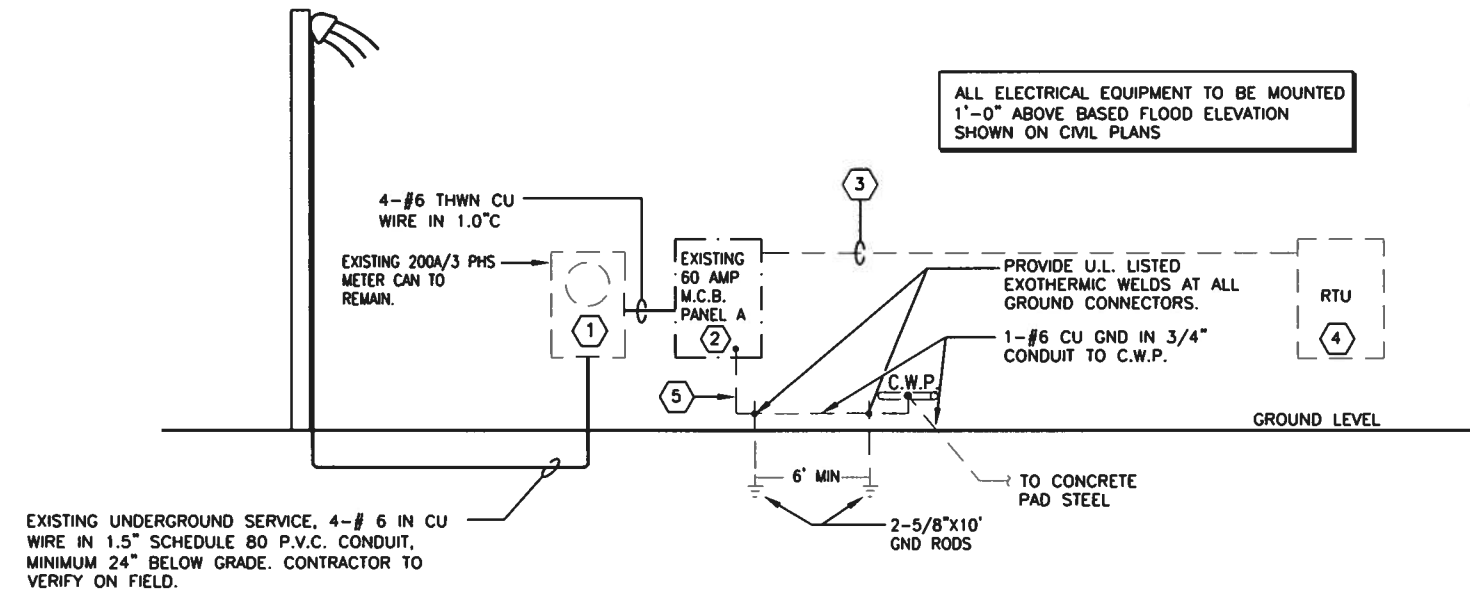 ALL ELECTRICAL EQUIPMENT TO BE MOUNTED
1'-0" ABOVE BASED FLOOD ELEVATION
SHOWN ON CIVIL PLANS
3
4-#6 THWN CU
WIRE IN 1.0"C
EXISTING 200A/3 PHS
METER CAN TO
REMAIN.
1
EXISTING
60 AMP
M.C.B.
PANEL A
2
PROVIDE U.L. LISTED
EXOTHERMIC WELDS AT ALL
GROUND CONNECTORS.
RTU
4
1-#6 CU GND IN 3/4"
CONDUIT TO C.W.P.
C.W.P.
5
GROUND LEVEL
6' MIN
TO CONCRETE
PAD STEEL
2-5/8"X10'
GND RODS
EXISTING UNDERGROUND SERVICE, 4-# 6 IN CU
WIRE IN 1.5" SCHEDULE 80 P.V.C. CONDUIT,
MINIMUM 24" BELOW GRADE. CONTRACTOR TO
VERIFY ON FIELD.